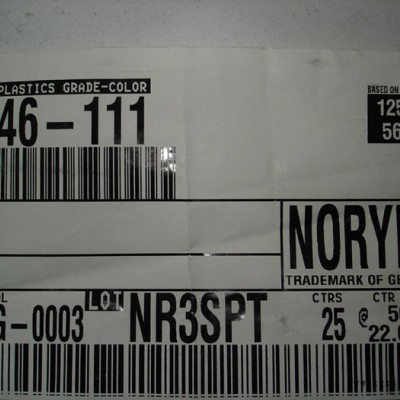 PLASTICS GRADE-COLOR
BASED ON
46-111
125
56
NORY
TRADEMARK OF GE
LOT
NR3SPT
CTRS
CTR
G-0003
25
@
22.